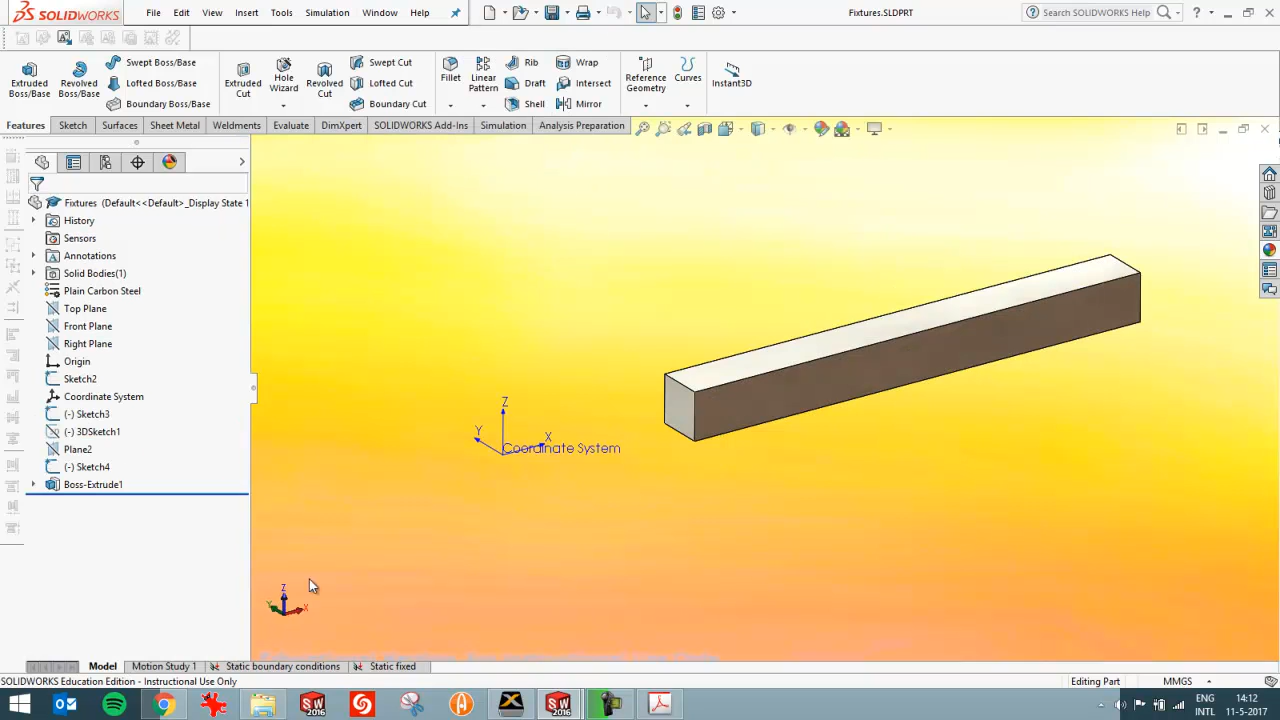 SOLIDWORKS File Edit View Insert Tools Simulation Window Help Fixtures.SLDPRT Search SOLIDWORKS Help
Extruded Boss/Base
Revolved Boss/Base
Swept Boss/Base
Lofted Boss/Base
Boundary Boss/Base
Extruded Cut
Hole Wizard
Revolved Cut
Swept Cut
Lofted Cut
Boundary Cut
Fillet
Linear Pattern
Rib
Draft
Shell
Wrap
Intersect
Mirror
Reference Geometry
Curves
Instant3D
Features Sketch Surfaces Sheet Metal Weldments Evaluate DimXpert SOLIDWORKS Add-Ins Simulation Analysis Preparation
Fixtures (Default<<Default>_Display State 1
History
Sensors
Annotations
Solid Bodies(1)
Plain Carbon Steel
Top Plane
Front Plane
Right Plane
Origin
Sketch2
Coordinate System
(-) Sketch3
(-) 3DSketch1
Plane2
(-) Sketch4
Boss-Extrude1
Z
Y X
Coordinate System
Z
Y X
Model Motion Study 1 Static boundary conditions Static fixed
SOLIDWORKS Education Edition - Instructional Use Only Editing Part MMGS
SW 2016 SW 2016
ENG 14:12
INTL 11-5-2017